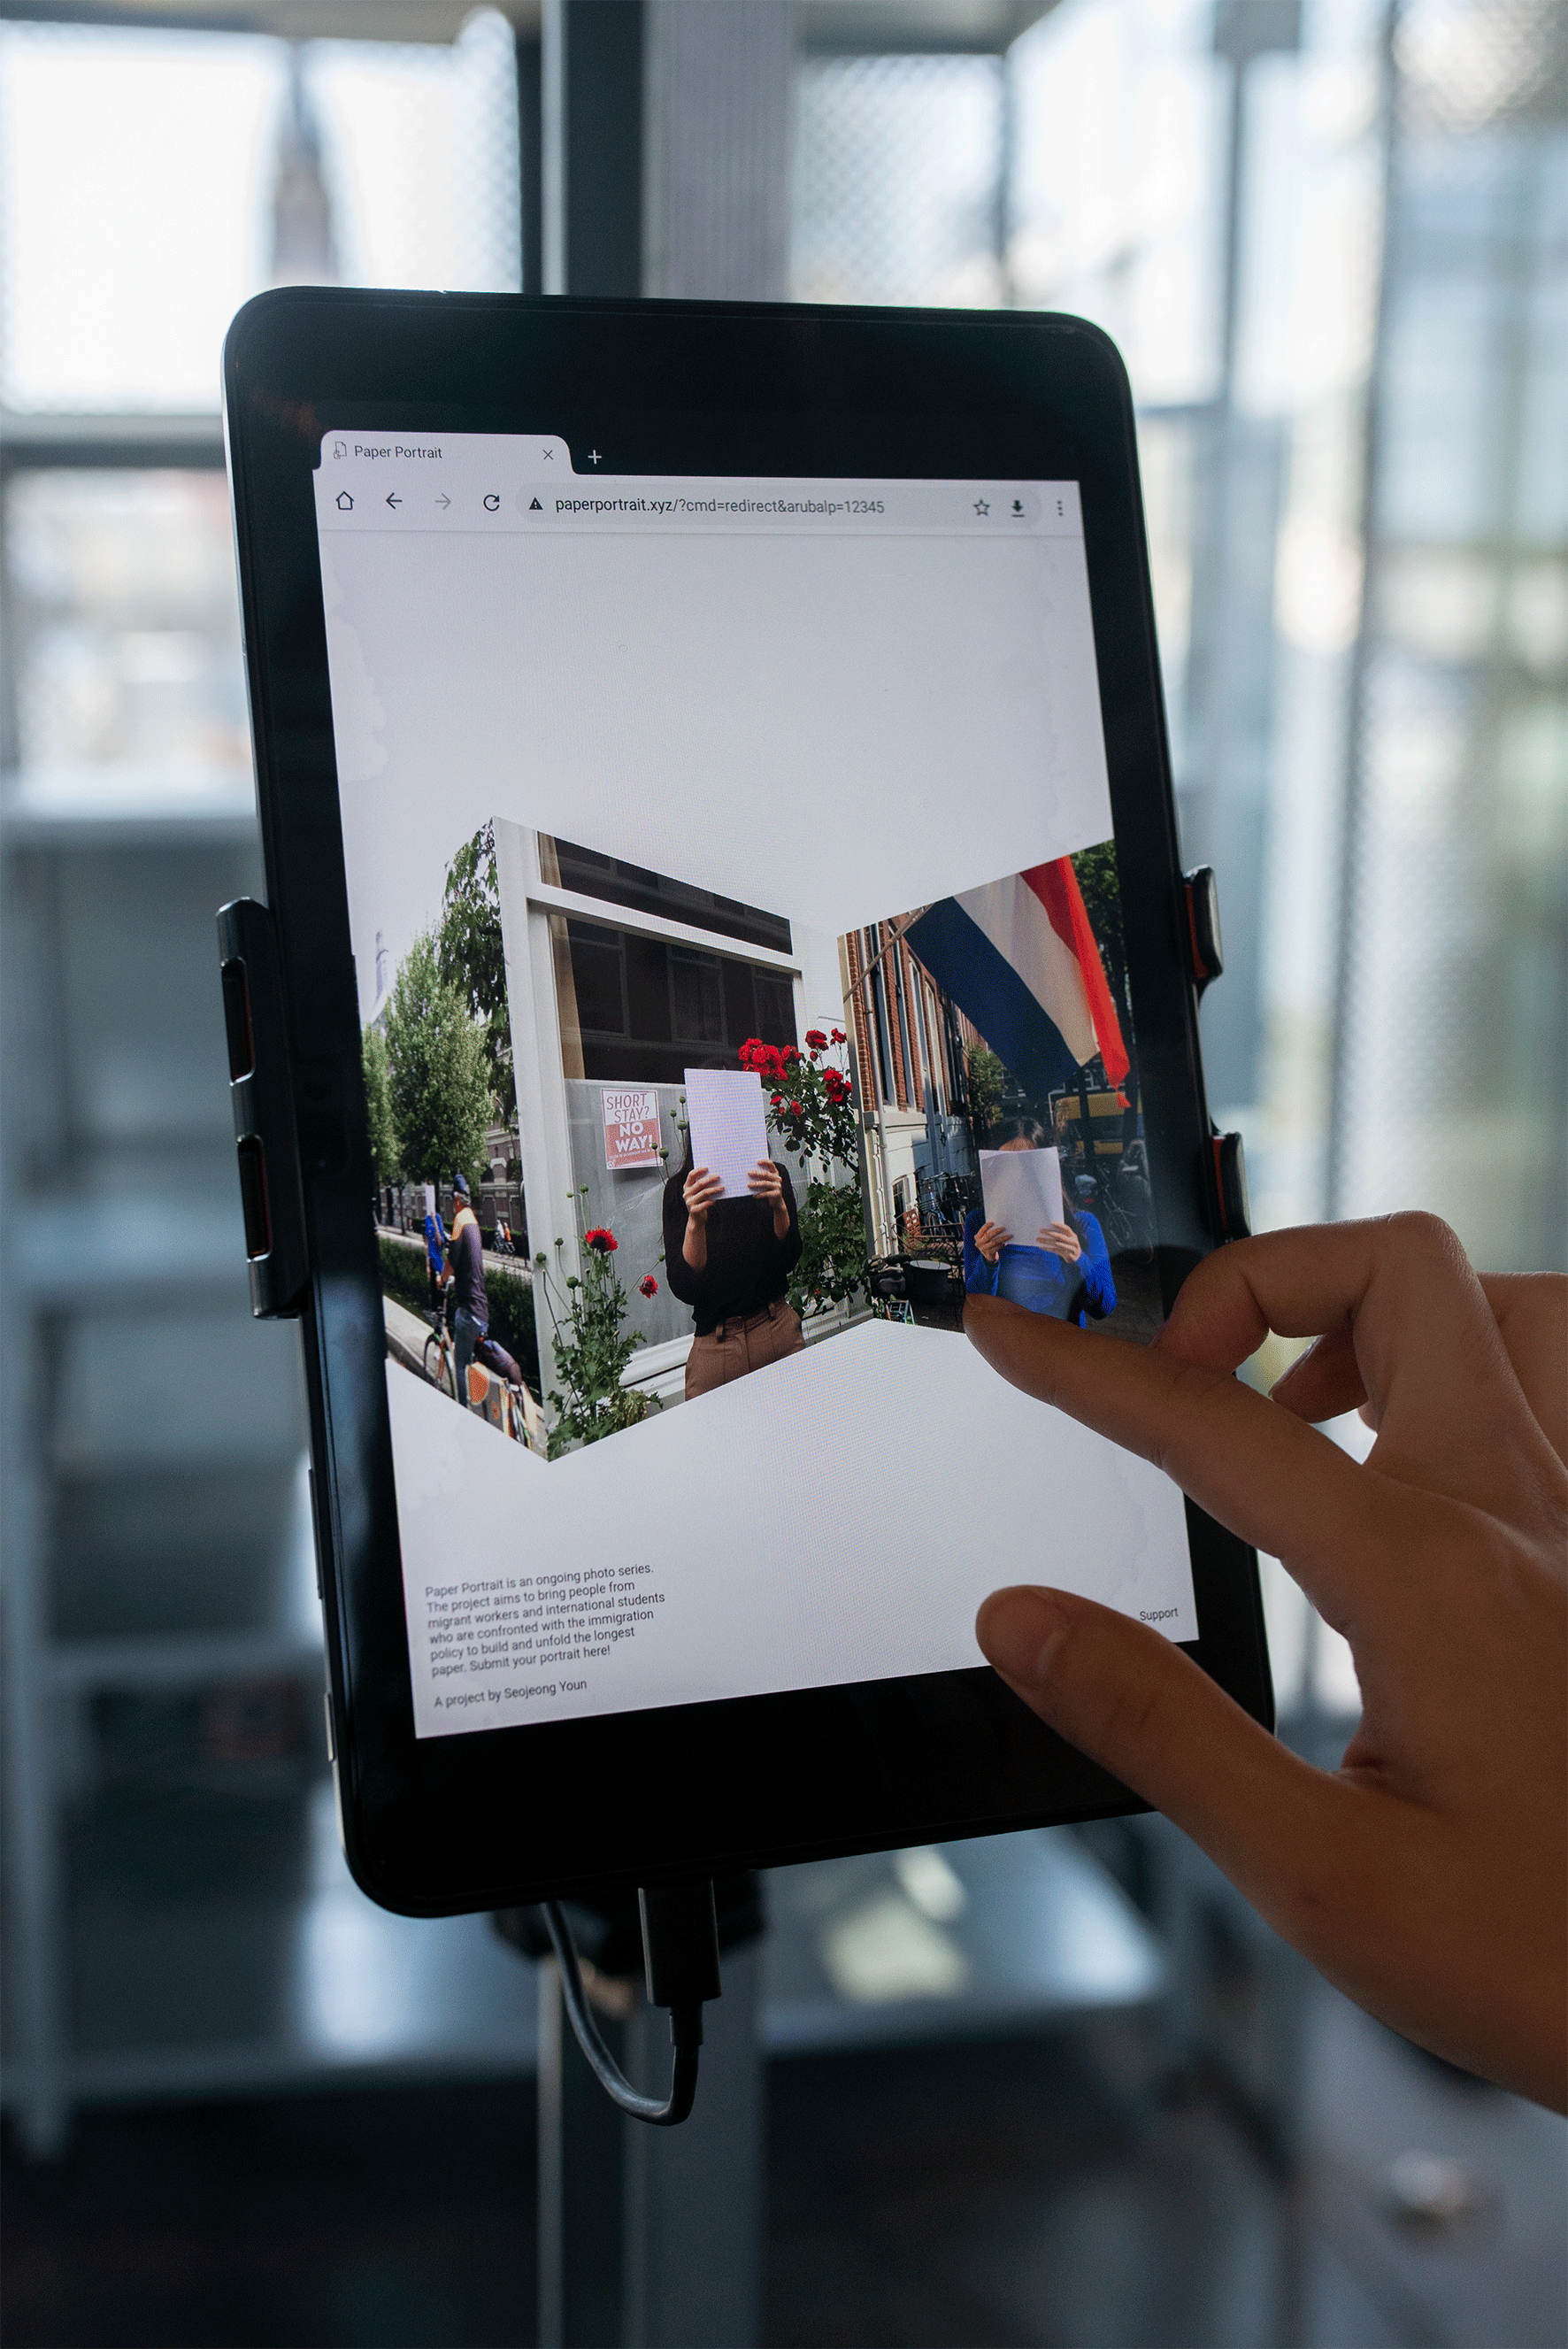 Paper Portrait
paperportrait.xyz/?cmd=redirect&arubalp=12345
SHORT
STAY?
NO
WAY!
Paper Portrait is an ongoing photo series.
The project aims to bring people from
migrant workers and international students
who are confronted with the immigration
policy to build and unfold the longest
paper. Submit your portrait here!
A project by Seojeong Youn
Support